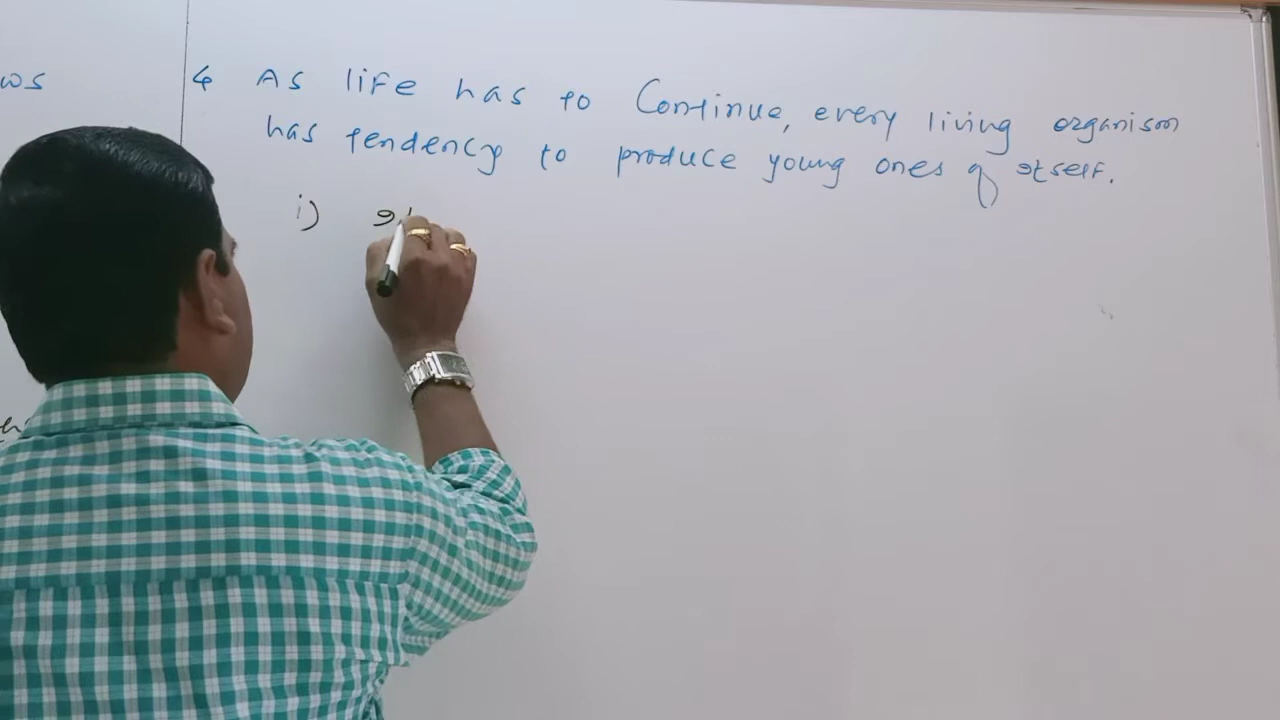 ws
4 As life has to Continue, every living organism
has tendency to produce young ones of itself.
i)